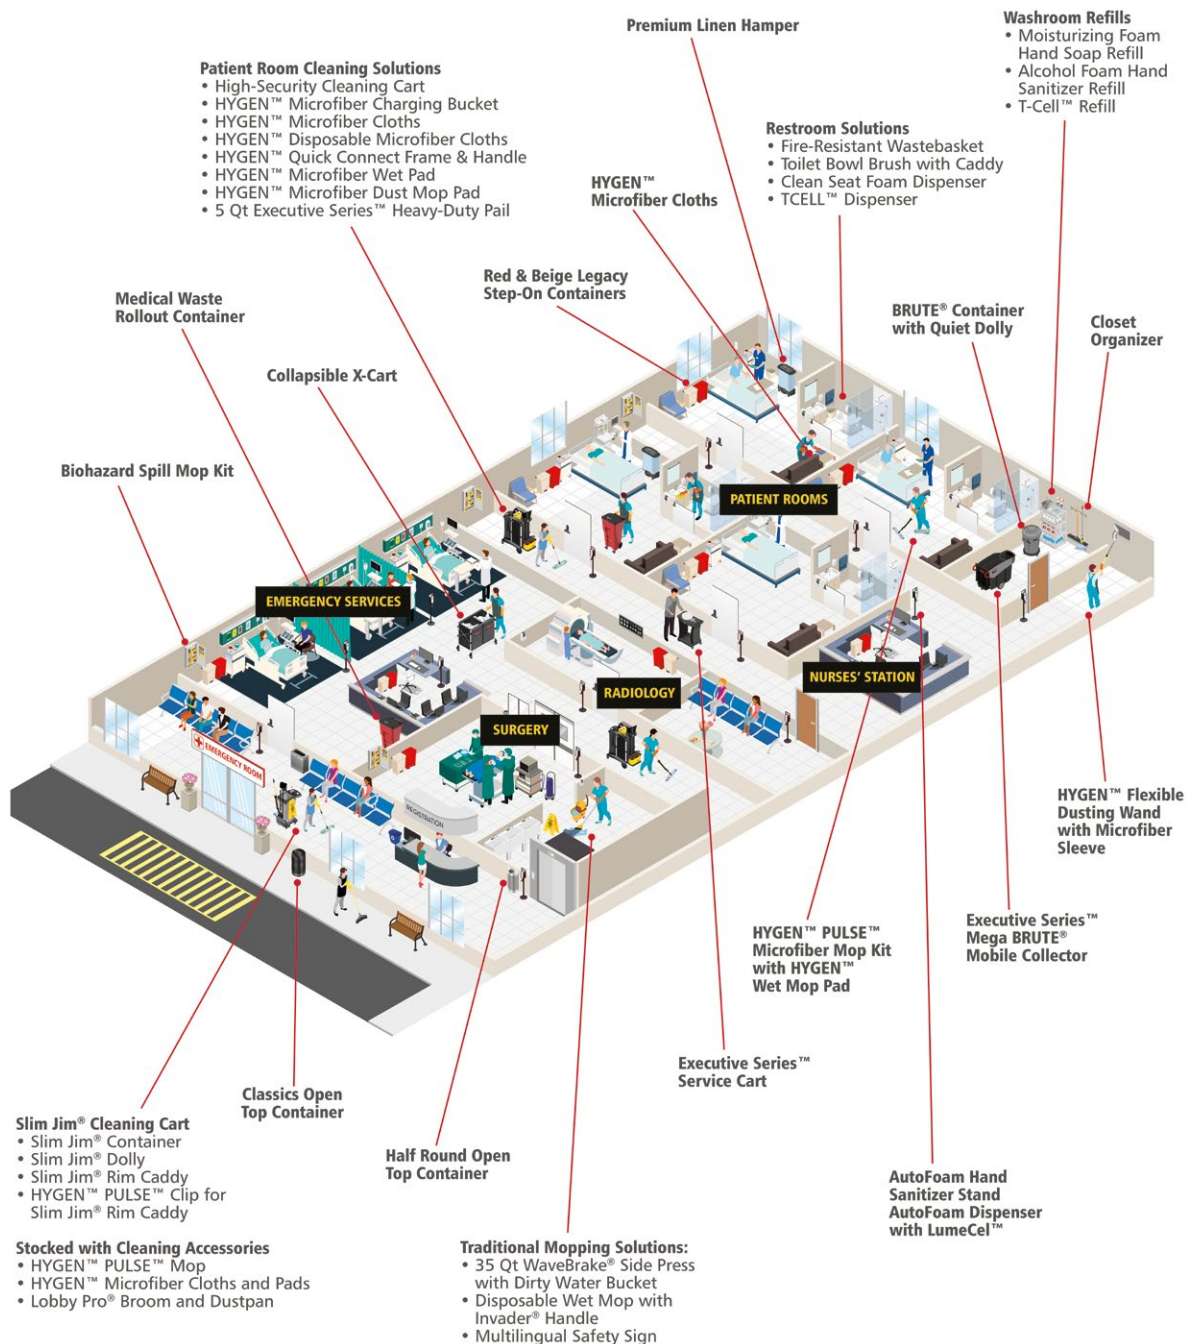 Premium Linen Hamper
Washroom Refills
• Moisturizing Foam
Hand Soap Refill
• Alcohol Foam Hand
Sanitizer Refill
• T-Cell™ Refill
Patient Room Cleaning Solutions
• High-Security Cleaning Cart
• HYGEN™ Microfiber Charging Bucket
• HYGEN™ Microfiber Cloths
• HYGEN™ Disposable Microfiber Cloths
• HYGEN™ Quick Connect Frame & Handle
• HYGEN™ Microfiber Wet Pad
• HYGEN™ Microfiber Dust Mop Pad
• 5 Qt Executive Series™ Heavy-Duty Pail
Restroom Solutions
• Fire-Resistant Wastebasket
• Toilet Bowl Brush with Caddy
• Clean Seat Foam Dispenser
• TCELL™ Dispenser
HYGEN™
Microfiber Cloths
Red & Beige Legacy
Step-On Containers
Medical Waste
Rollout Container
BRUTE® Container
with Quiet Dolly
Closet
Organizer
Collapsible X-Cart
Biohazard Spill Mop Kit
PATIENT ROOMS
EMERGENCY SERVICES
NURSES' STATION
RADIOLOGY
SURGERY
EMERGENCY ROOM
REGISTRATION
HYGEN™ Flexible
Dusting Wand
with Microfiber
Sleeve
Executive Series™
Mega BRUTE®
Mobile Collector
HYGEN™ PULSE™
Microfiber Mop Kit
with HYGEN™
Wet Mop Pad
Executive Series™
Service Cart
Classics Open
Top Container
Slim Jim® Cleaning Cart
• Slim Jim® Container
• Slim Jim® Dolly
• Slim Jim® Rim Caddy
• HYGEN™ PULSE™ Clip for
Slim Jim® Rim Caddy
Half Round Open
Top Container
AutoFoam Hand
Sanitizer Stand
AutoFoam Dispenser
with LumeCel™
Stocked with Cleaning Accessories
• HYGEN™ PULSE™ Mop
• HYGEN™ Microfiber Cloths and Pads
• Lobby Pro® Broom and Dustpan
Traditional Mopping Solutions:
• 35 Qt WaveBrake® Side Press
with Dirty Water Bucket
• Disposable Wet Mop with
Invader® Handle
• Multilingual Safety Sign